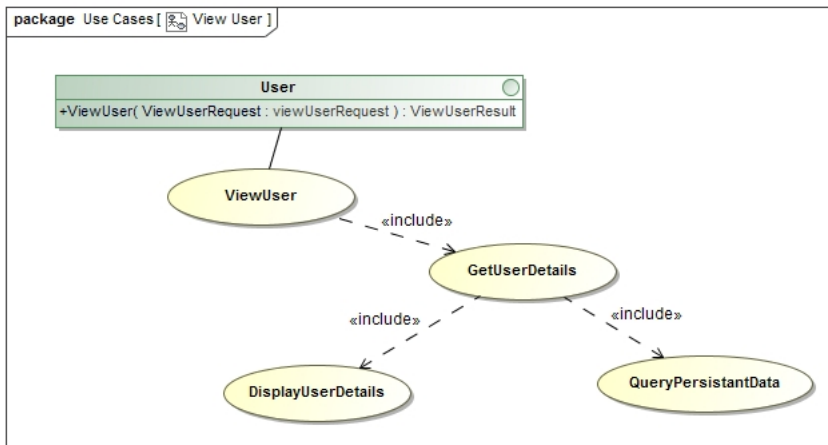 package Use Cases [ View User ]
User
+ViewUser( ViewUserRequest : viewUserRequest ) : ViewUserResult
ViewUser
«include»
GetUserDetails
«include»
«include»
DisplayUserDetails
QueryPersistantData